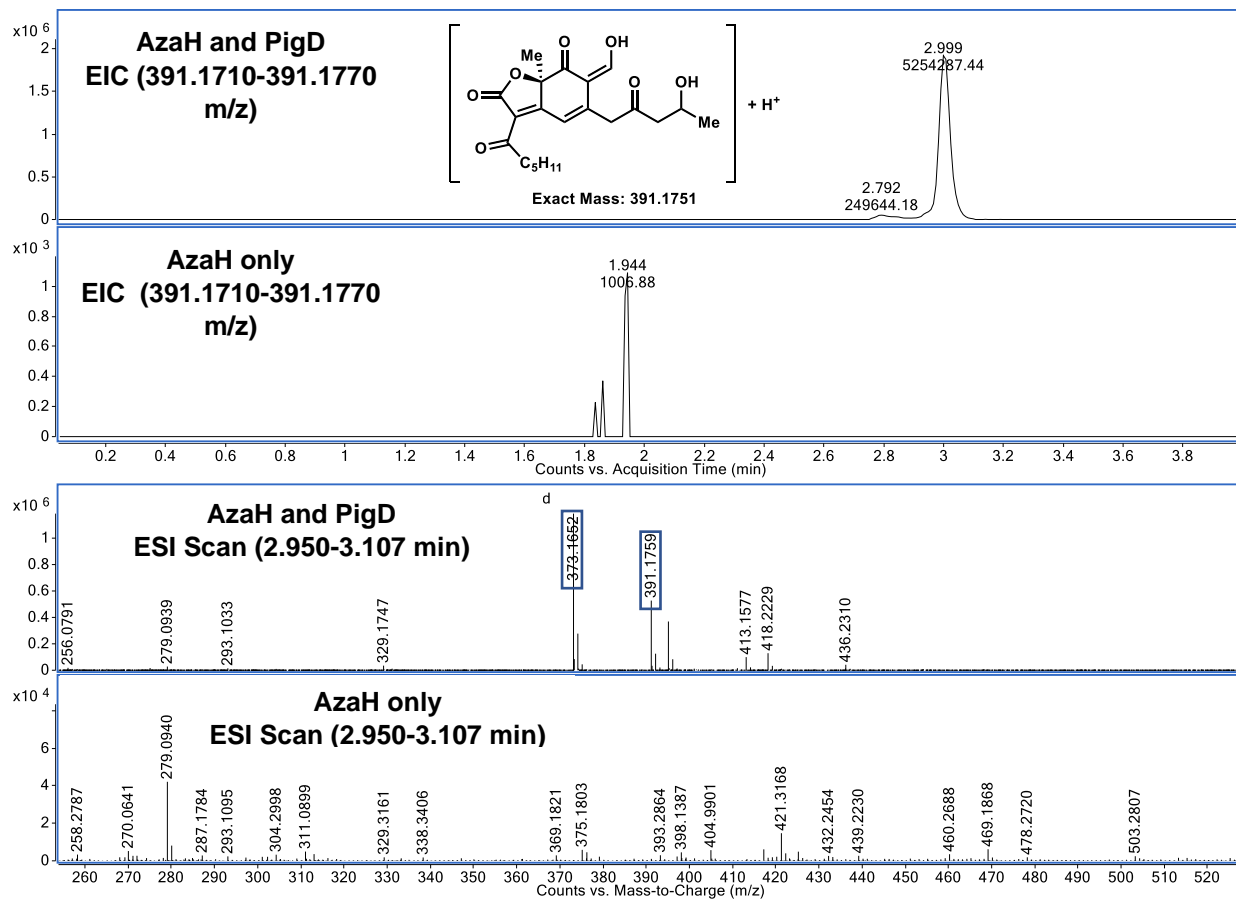 x10 6
AzaH and PigD
EIC (391.1710-391.1770
m/z)
2
1.5
1
0.5
0
Me
O
OH
O
O
O
OH
Me
O
C5H11
+ H+
Exact Mass: 391.1751
2.999
5254287.44
2.792
249644.18
x10 3
AzaH only
EIC (391.1710-391.1770
m/z)
1
0.8
0.6
0.4
0.2
0
1.944
1006.88
0.2 0.4 0.6 0.8 1 1.2 1.4 1.6 1.8 2 2.2 2.4 2.6 2.8 3 3.2 3.4 3.6 3.8
Counts vs. Acquisition Time (min)
x10 6
d
AzaH and PigD
ESI Scan (2.950-3.107 min)
1
0.8
0.6
0.4
0.2
0
256.0791
279.0939
293.1033
329.1747
373.1652
391.1759
413.1577
418.2229
436.2310
x10 4
AzaH only
ESI Scan (2.950-3.107 min)
6
4
2
0
258.2787
270.0641
279.0940
287.1784
293.1095
304.2998
311.0899
329.3161
338.3406
369.1821
375.1803
393.2864
398.1387
404.9901
421.3168
432.2454
439.2230
460.2688
469.1868
478.2720
503.2807
260 270 280 290 300 310 320 330 340 350 360 370 380 390 400 410 420 430 440 450 460 470 480 490 500 510 520
Counts vs. Mass-to-Charge (m/z)